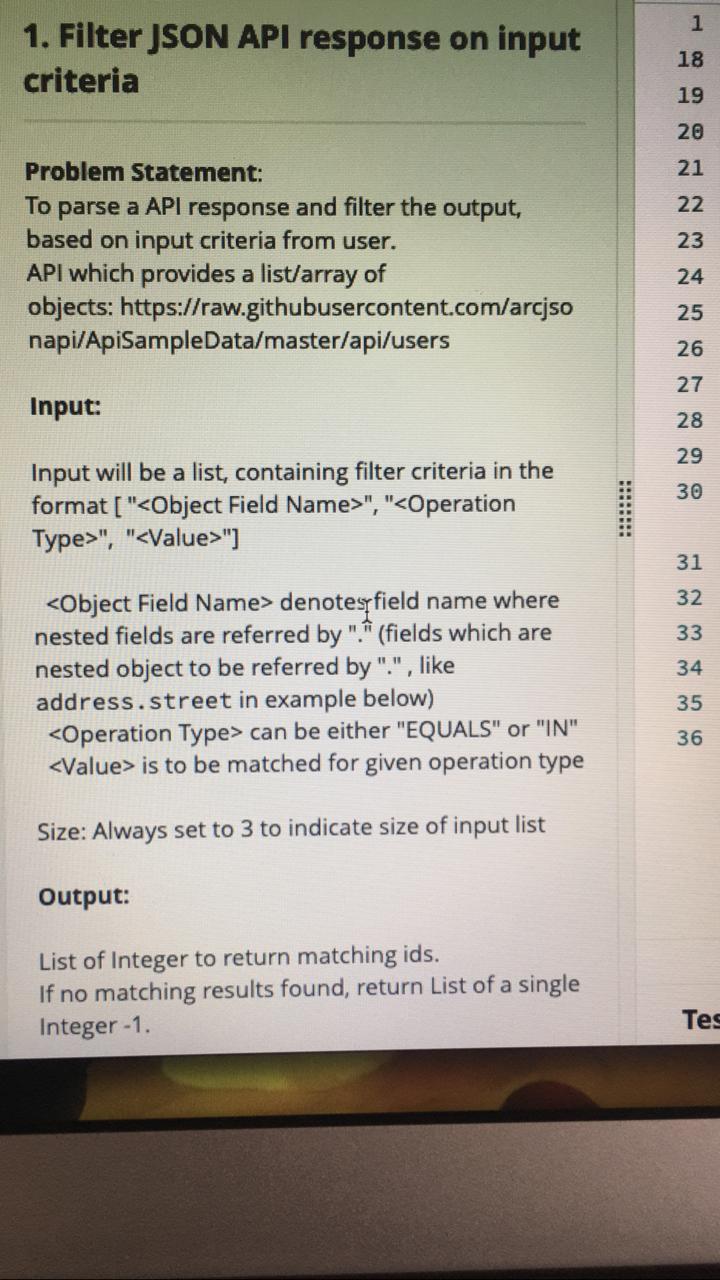 1. Filter JSON API response on input
criteria
Problem Statement:
To parse a API response and filter the output,
based on input criteria from user.
API which provides a list/array of
objects: https://raw.githubusercontent.com/arcjso
napi/ApiSampleData/master/api/users
Input:
Input will be a list, containing filter criteria in the
format [ "<Object Field Name>", "<Operation
Type>", "<Value>"]
<Object Field Name> denotes field name where
nested fields are referred by "." (fields which are
nested object to be referred by "." , like
address.street in example below)
<Operation Type> can be either "EQUALS" or "IN"
<Value> is to be matched for given operation type
Size: Always set to 3 to indicate size of input list
Output:
List of Integer to return matching ids.
If no matching results found, return List of a single
Integer -1.
1
18
19
20
21
22
23
24
25
26
27
28
29
30
31
32
33
34
35
36
Tes